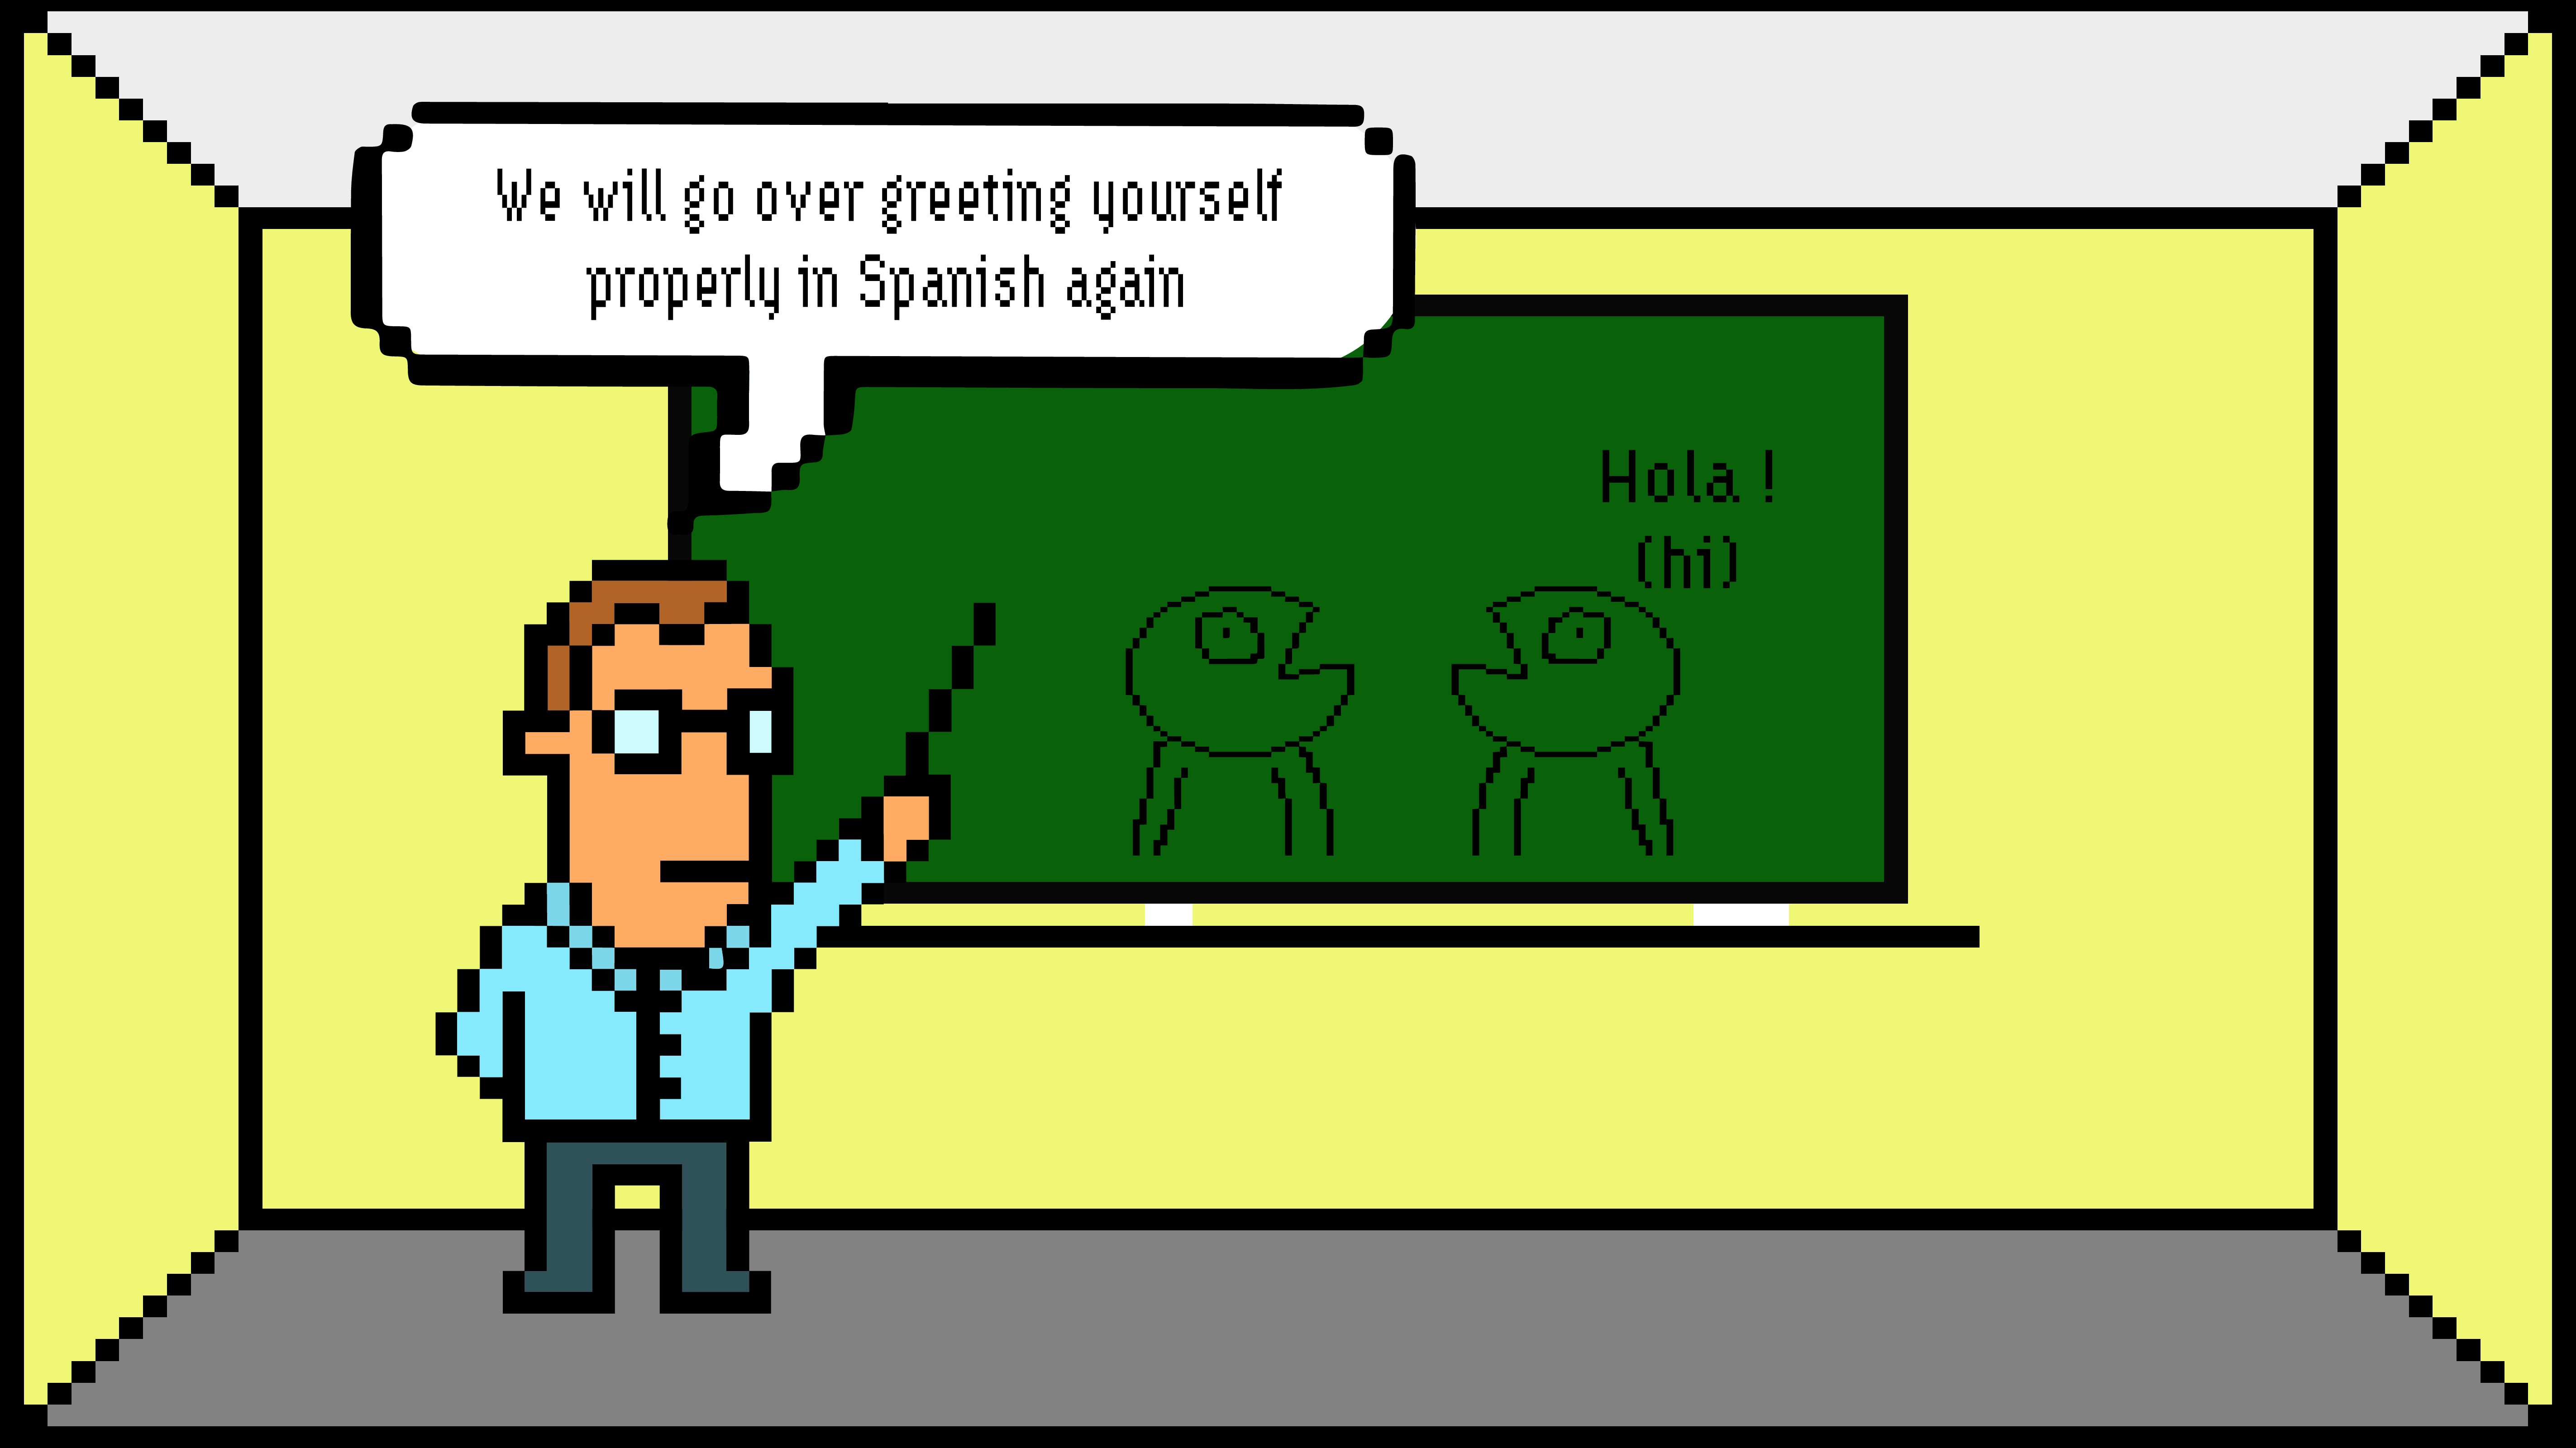 We will go over greeting yourself
properly in Spanish again
Hola!
(hi)